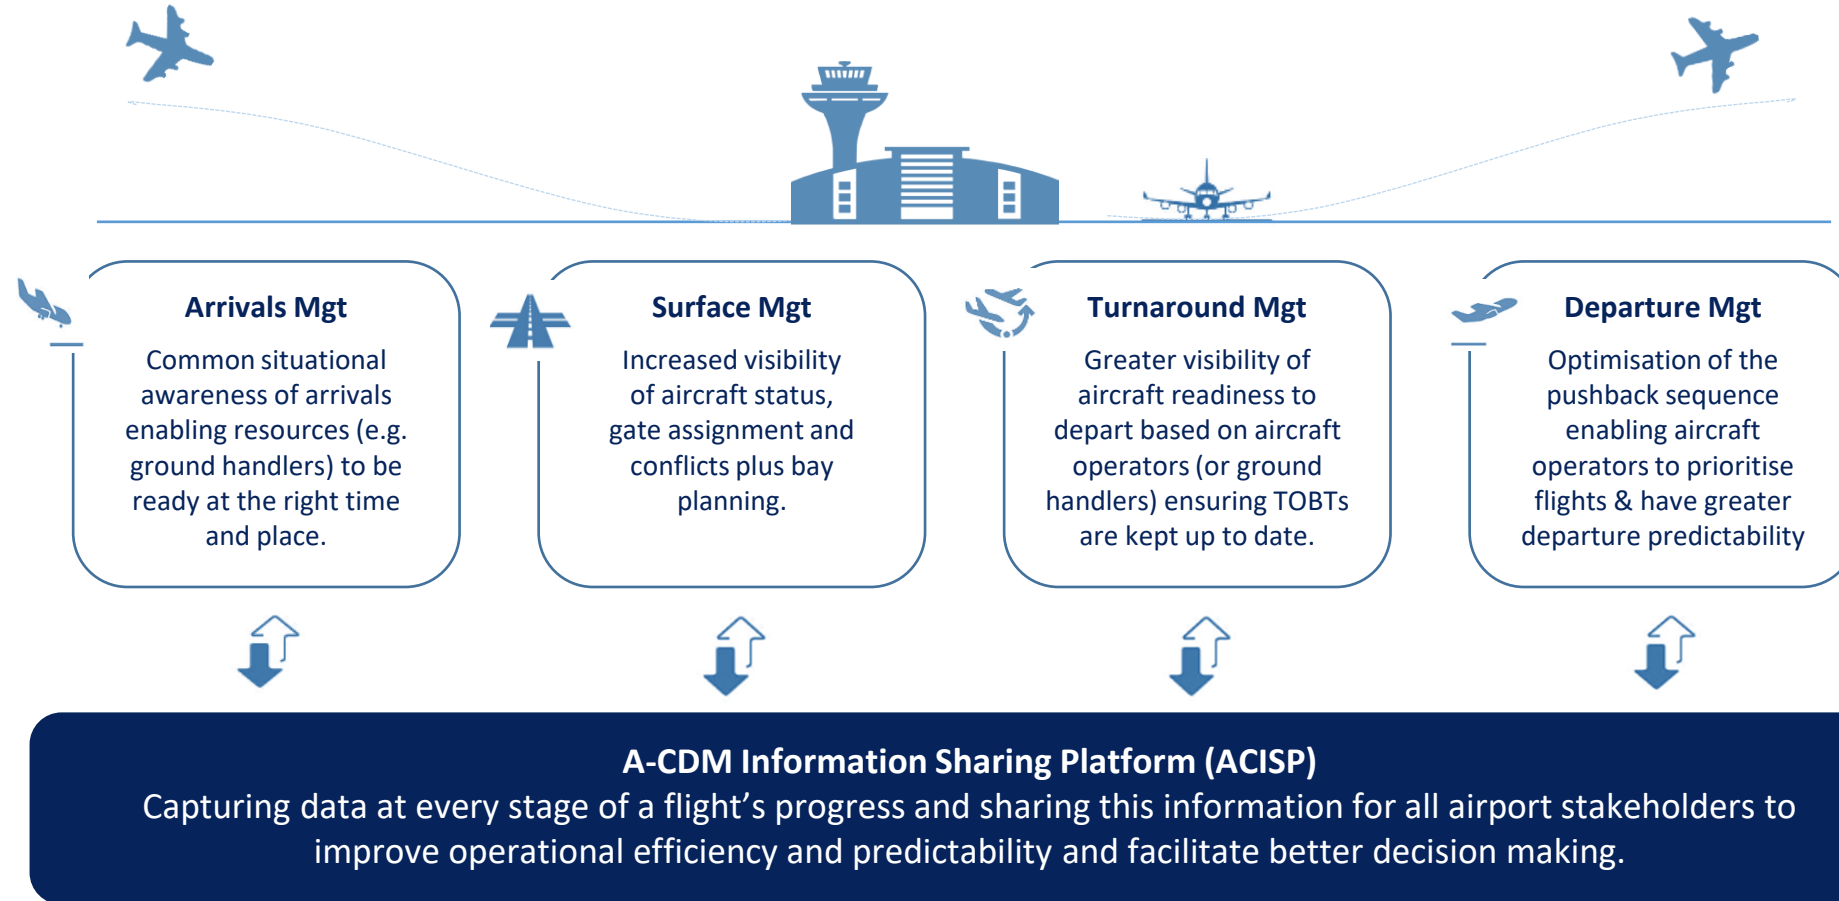 Arrivals Mgt
Common situational
awareness of arrivals
enabling resources (e.g.
ground handlers) to be
ready at the right time
and place.
Surface Mgt
Increased visibility
of aircraft status,
gate assignment and
conflicts plus bay
planning.
Turnaround Mgt
Greater visibility of
aircraft readiness to
depart based on aircraft
operators (or ground
handlers) ensuring TOBTs
are kept up to date.
Departure Mgt
Optimisation of the
pushback sequence
enabling aircraft
operators to prioritise
flights & have greater
departure predictability
A-CDM Information Sharing Platform (ACISP)
Capturing data at every stage of a flight’s progress and sharing this information for all airport stakeholders to
improve operational efficiency and predictability and facilitate better decision making.